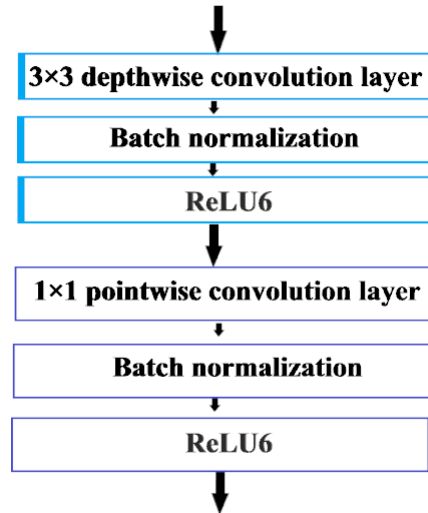 3×3 depthwise convolution layer
Batch normalization
ReLU6
1×1 pointwise convolution layer
Batch normalization
ReLU6